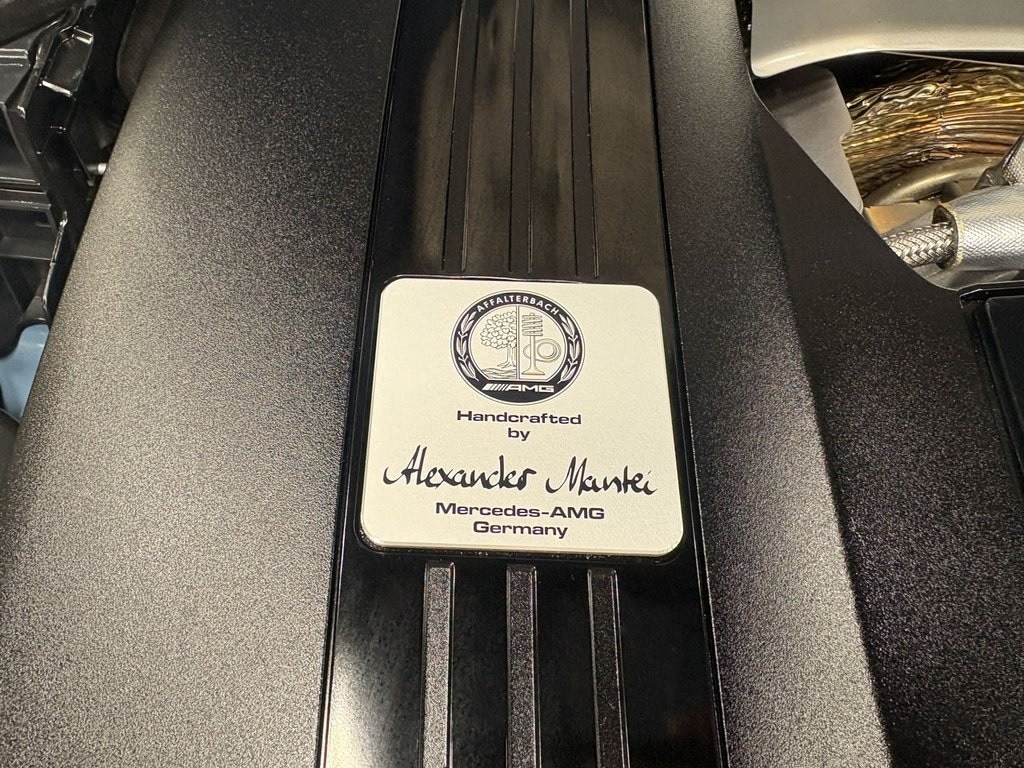 AFFALTERBACH
AMG
Handcrafted
by
Alexander Mantei
Mercedes-AMG
Germany